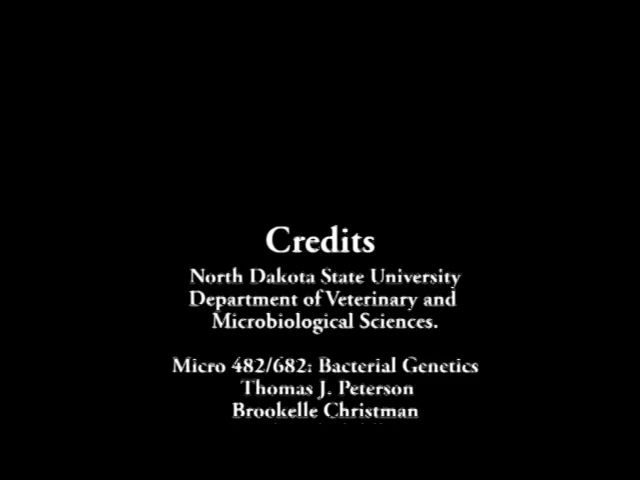 Credits
North Dakota State University
Department of Veterinary and
Microbiological Sciences.
Micro 482/682: Bacterial Genetics
Thomas J. Peterson
Brookelle Christman